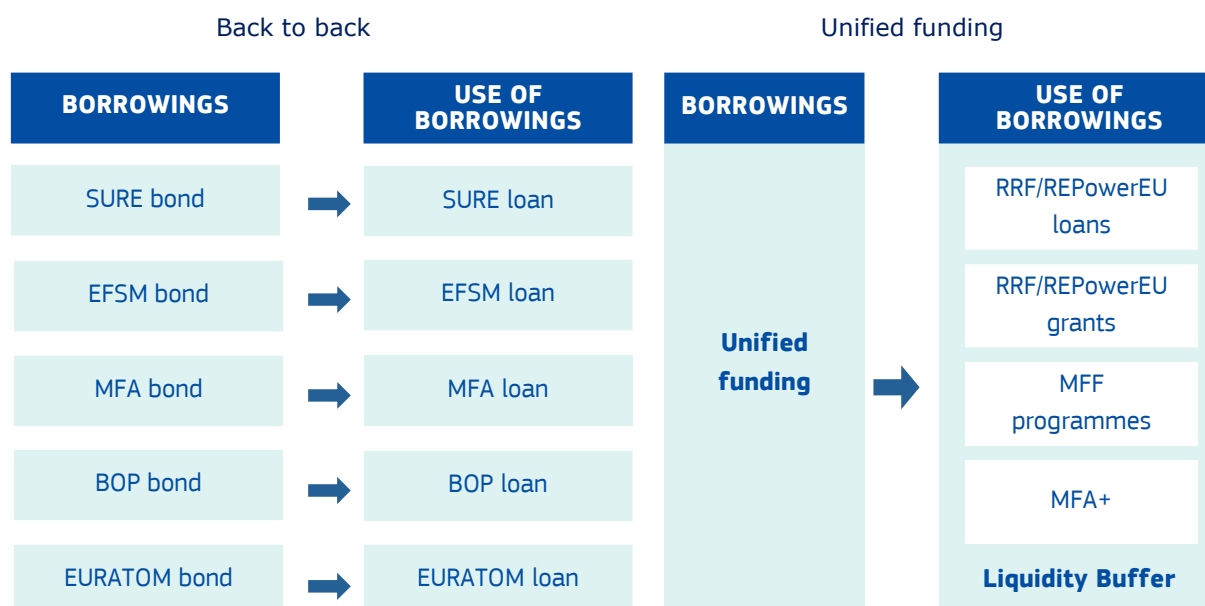 Back to back
Unified funding
BORROWINGS
USE OF
BORROWINGS
SURE bond
SURE loan
EFSM bond
EFSM loan
MFA bond
MFA loan
BOP bond
BOP loan
EURATOM bond
EURATOM loan
BORROWINGS
USE OF
BORROWINGS
Unified
funding
RRF/REPowerEU
loans
RRF/REPowerEU
grants
MFF
programmes
MFA+
Liquidity Buffer